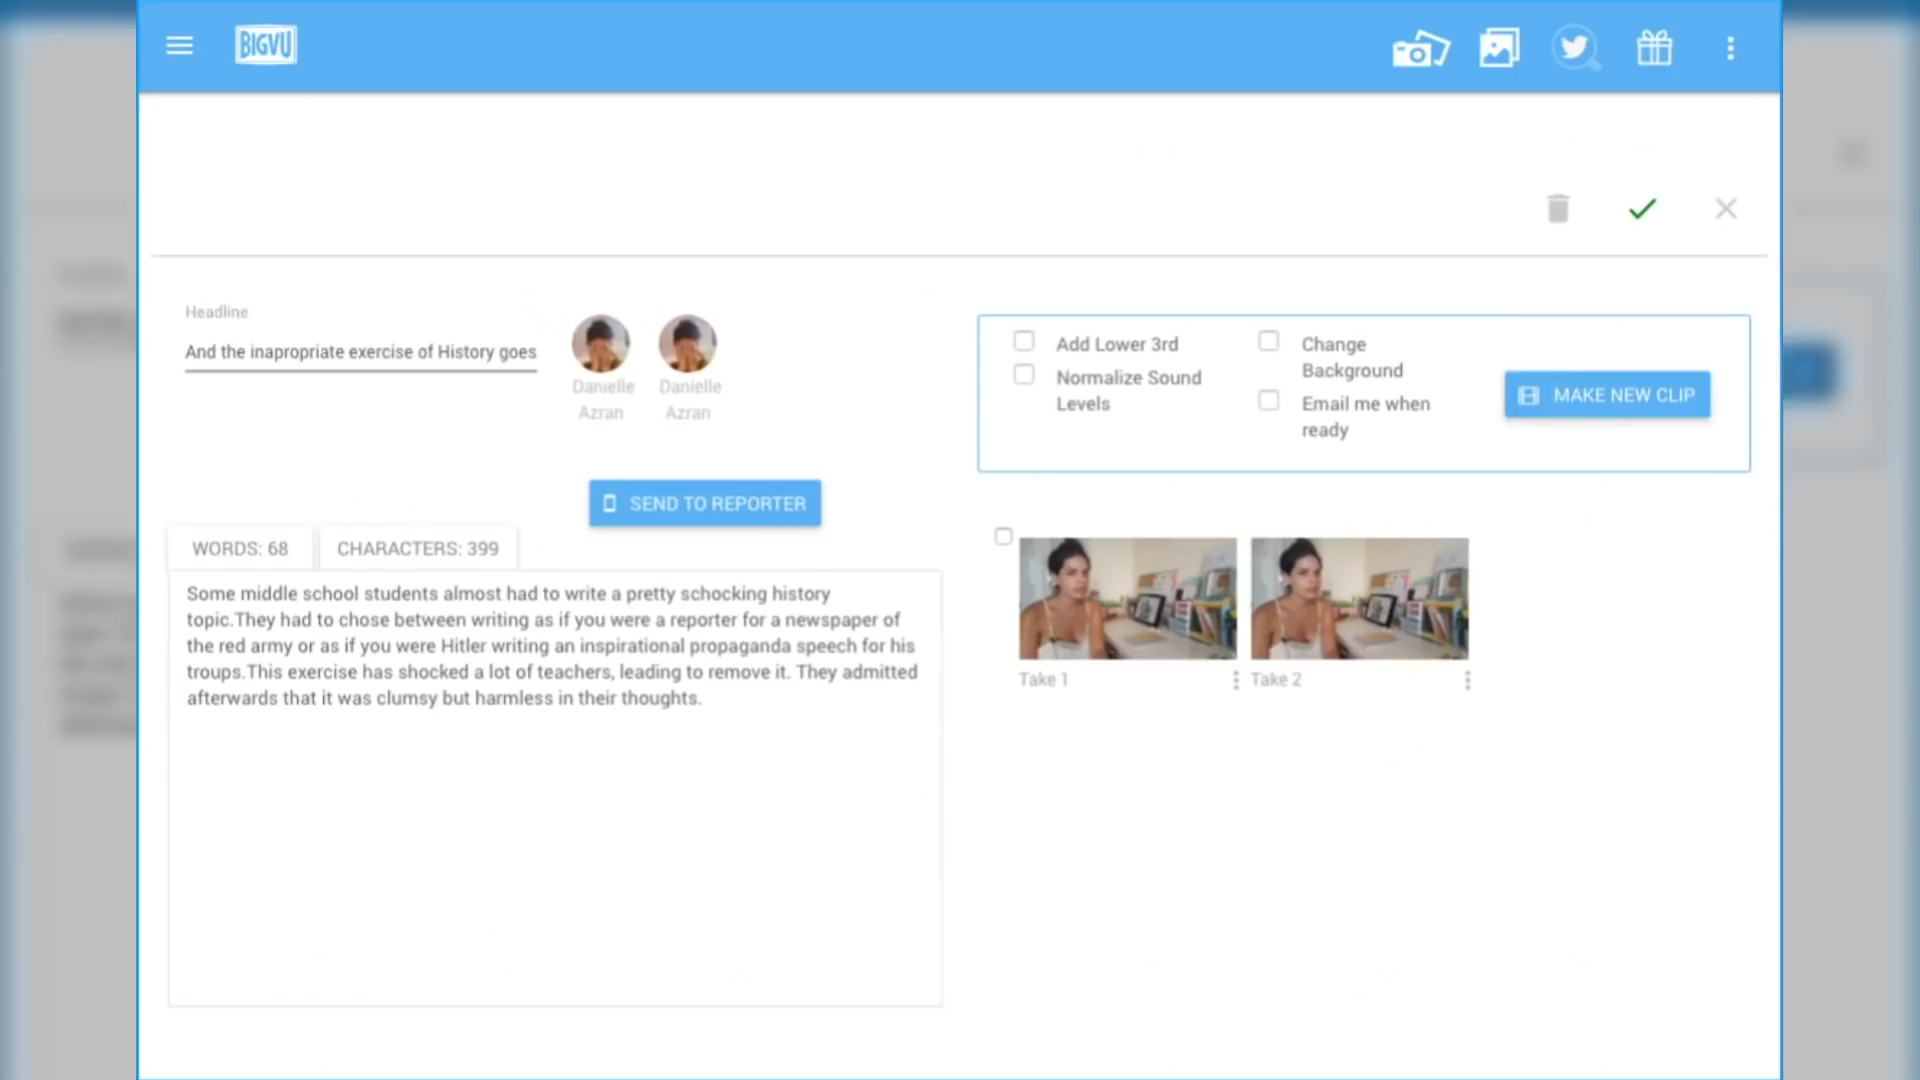 BIGVU
Headline
And the inapropriate exercise of History goes
Danielle
Azran
Danielle
Azran
Add Lower 3rd
Normalize Sound
Levels
Change
Background
Email me when
ready
MAKE NEW CLIP
SEND TO REPORTER
WORDS: 68
CHARACTERS: 399
Some middle school students almost had to write a pretty schocking history
topic.They had to chose between writing as if you were a reporter for a newspaper of
the red army or as if you were Hitler writing an inspirational propaganda speech for his
troups.This exercise has shocked a lot of teachers, leading to remove it. They admitted
afterwards that it was clumsy but harmless in their thoughts.
Take 1
Take 2